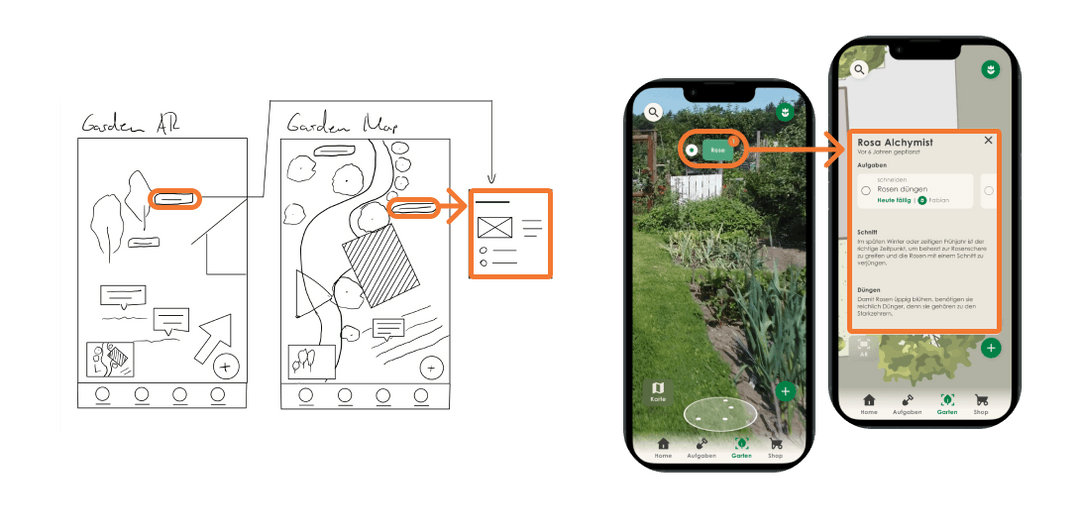 Garden AR
Garden Map
Rose
Karte
Home
Aufgaben
Garten
Shop
Rosa Alchymist
Vor 6 Jahren gepflanzt
Aufgaben
schneiden
Rosen düngen
Heute fällig | Fabian
Schnitt
Im späten Winter oder zeitigen Frühjahr ist der
richtige Zeitpunkt, um beherzt zur Rosenschere
zu greifen und die Rosen mit einem Schnitt zu
verjüngen.
Düngen
Damit Rosen üppig blühen, benötigen sie
reichlich Dünger, denn sie gehören zu den
Starkzehrern.
AR
Home
Aufgaben
Garten
Shop